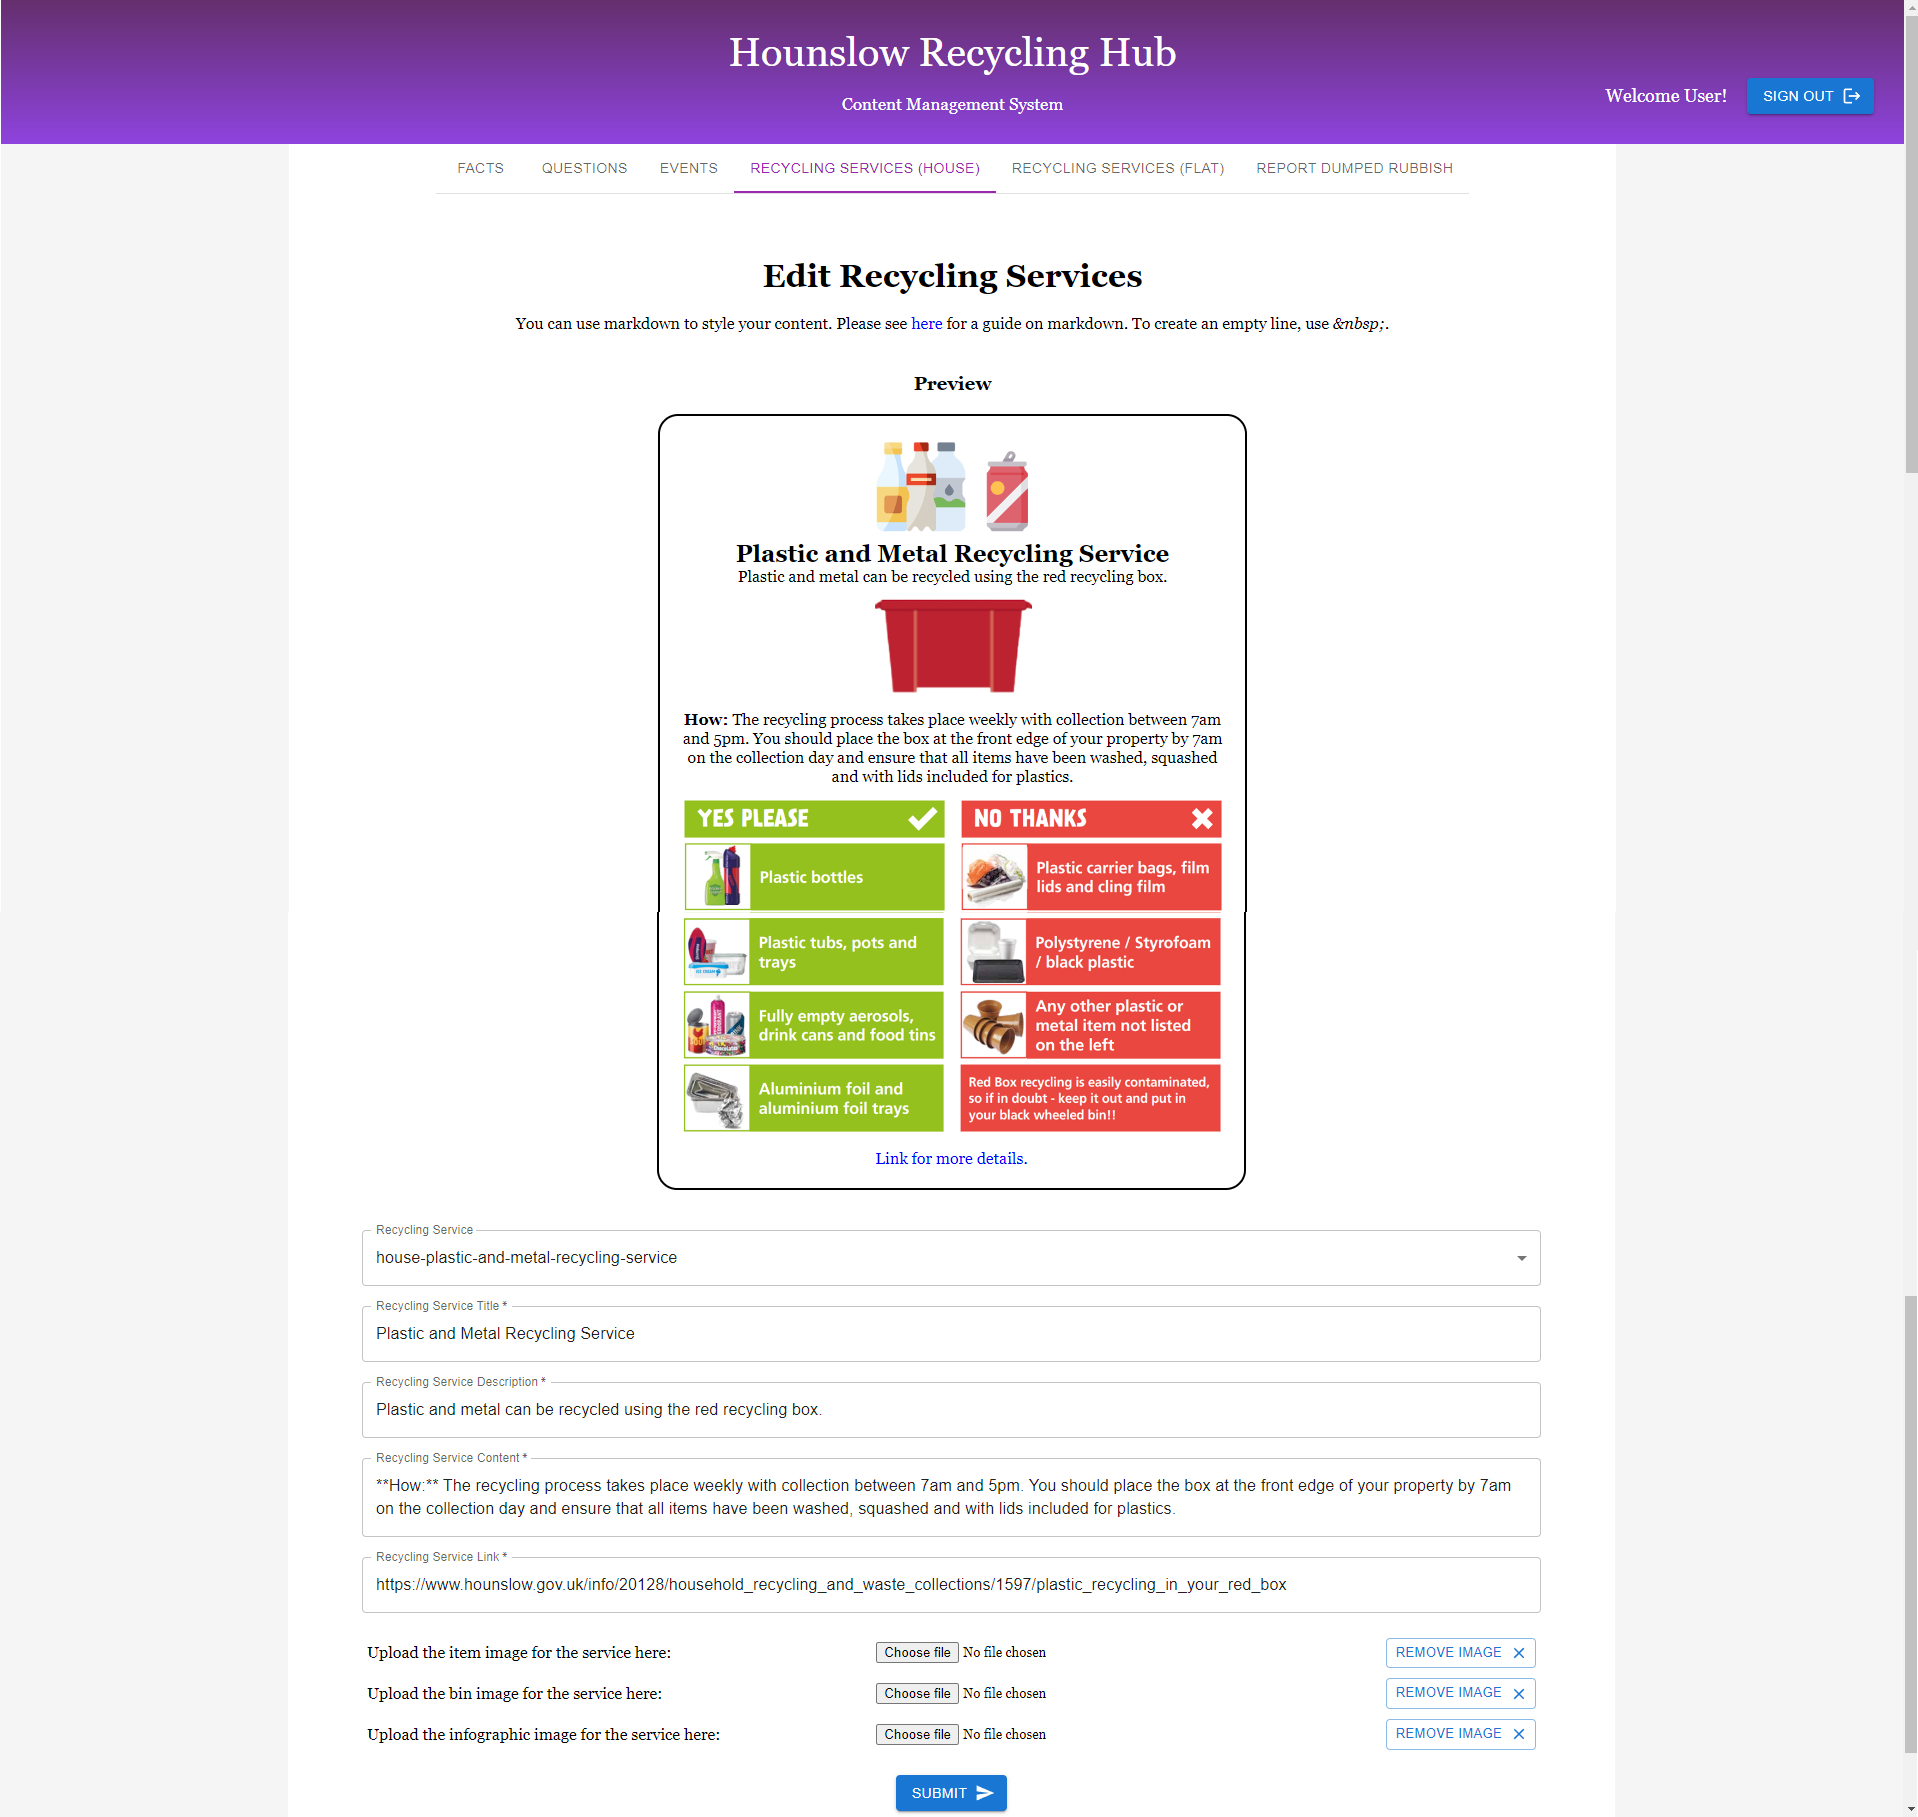 Hounslow Recycling Hub
Content Management System
Welcome User!
SIGN OUT
FACTS QUESTIONS EVENTS RECYCLING SERVICES (HOUSE) RECYCLING SERVICES (FLAT) REPORT DUMPED RUBBISH
Edit Recycling Services
You can use markdown to style your content. Please see here for a guide on markdown. To create an empty line, use &nbsp;.
Preview
Plastic and Metal Recycling Service
Plastic and metal can be recycled using the red recycling box.
How: The recycling process takes place weekly with collection between 7am
and 5pm. You should place the box at the front edge of your property by 7am
on the collection day and ensure that all items have been washed, squashed
and with lids included for plastics.
YES PLEASE
Plastic bottles
Plastic tubs, pots and
trays
Fully empty aerosols,
drink cans and food tins
Aluminium foil and
aluminium foil trays
NO THANKS
Plastic carrier bags, film
lids and cling film
Polystyrene / Styrofoam
/ black plastic
Any other plastic or
metal item not listed
on the left
Red Box recycling is easily contaminated,
so if in doubt - keep it out and put in
your black wheeled bin!!
Link for more details.
Recycling Service
house-plastic-and-metal-recycling-service
Recycling Service Title *
Plastic and Metal Recycling Service
Recycling Service Description *
Plastic and metal can be recycled using the red recycling box.
Recycling Service Content *
**How:** The recycling process takes place weekly with collection between 7am and 5pm. You should place the box at the front edge of your property by 7am
on the collection day and ensure that all items have been washed, squashed and with lids included for plastics.
Recycling Service Link *
https://www.hounslow.gov.uk/info/20128/household_recycling_and_waste_collections/1597/plastic_recycling_in_your_red_box
Upload the item image for the service here: Choose file No file chosen REMOVE IMAGE
Upload the bin image for the service here: Choose file No file chosen REMOVE IMAGE
Upload the infographic image for the service here: Choose file No file chosen REMOVE IMAGE
SUBMIT